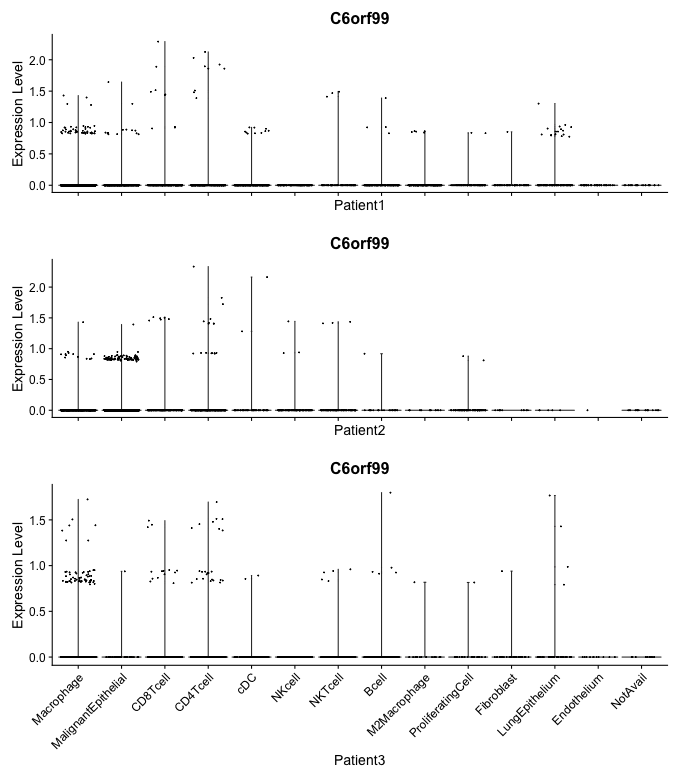 C6orf99
Expression Level
2.0
1.5
1.0
0.5
0.0
Patient1
C6orf99
Expression Level
2.0
1.5
1.0
0.5
0.0
Patient2
C6orf99
Expression Level
1.5
1.0
0.5
0.0
Macrophage
MalignantEpithelial
CD8Tcell
CD4Tcell
cDC
NKcell
NKTcell
Bcell
M2Macrophage
ProliferatingCell
Fibroblast
LungEpithelium
Endothelium
NotAvail
Patient3